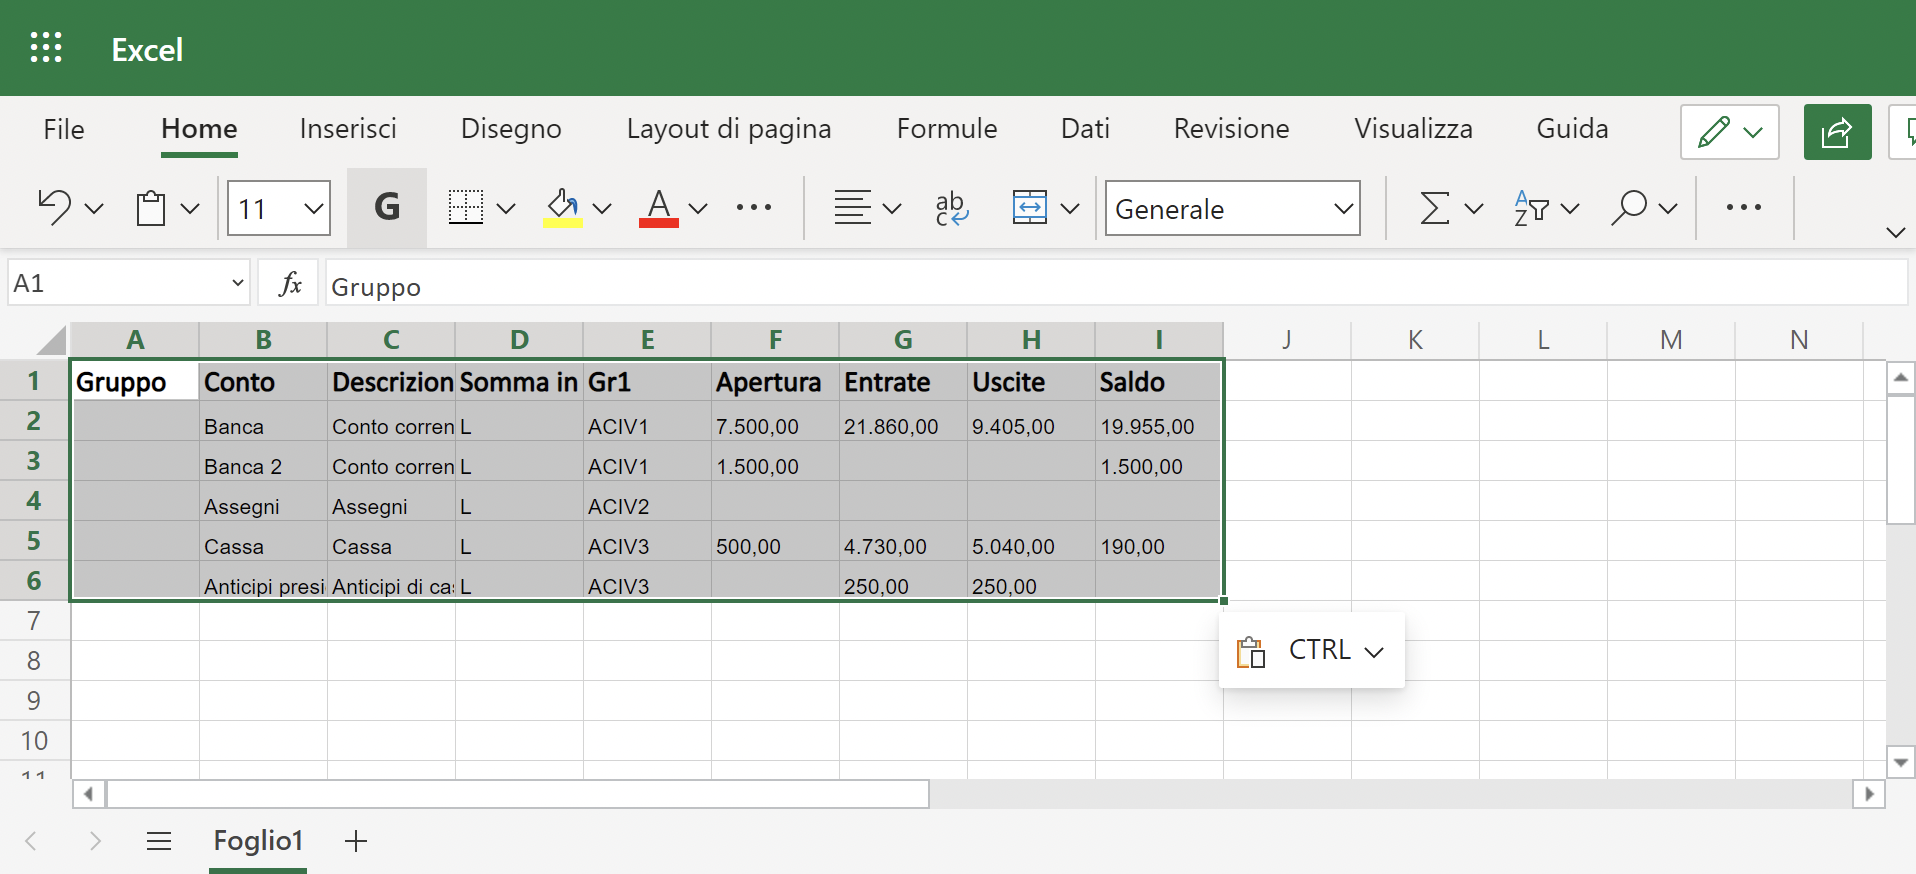 Excel
File Home Inserisci Disegno Layout di pagina Formule Dati Revisione Visualizza Guida
11 G A ab c Generale Σ A Z
A1 fx Gruppo
A B C D E F G H I J K L M N
1 Gruppo Conto Descrizion Somma in Gr1 Apertura Entrate Uscite Saldo
2 Banca Conto corren L ACIV1 7.500,00 21.860,00 9.405,00 19.955,00
3 Banca 2 Conto corren L ACIV1 1.500,00 1.500,00
4 Assegni Assegni L ACIV2
5 Cassa Cassa L ACIV3 500,00 4.730,00 5.040,00 190,00
6 Anticipi presi Anticipi di cas L ACIV3 250,00 250,00
7
CTRL
8
9
10
11
Foglio1